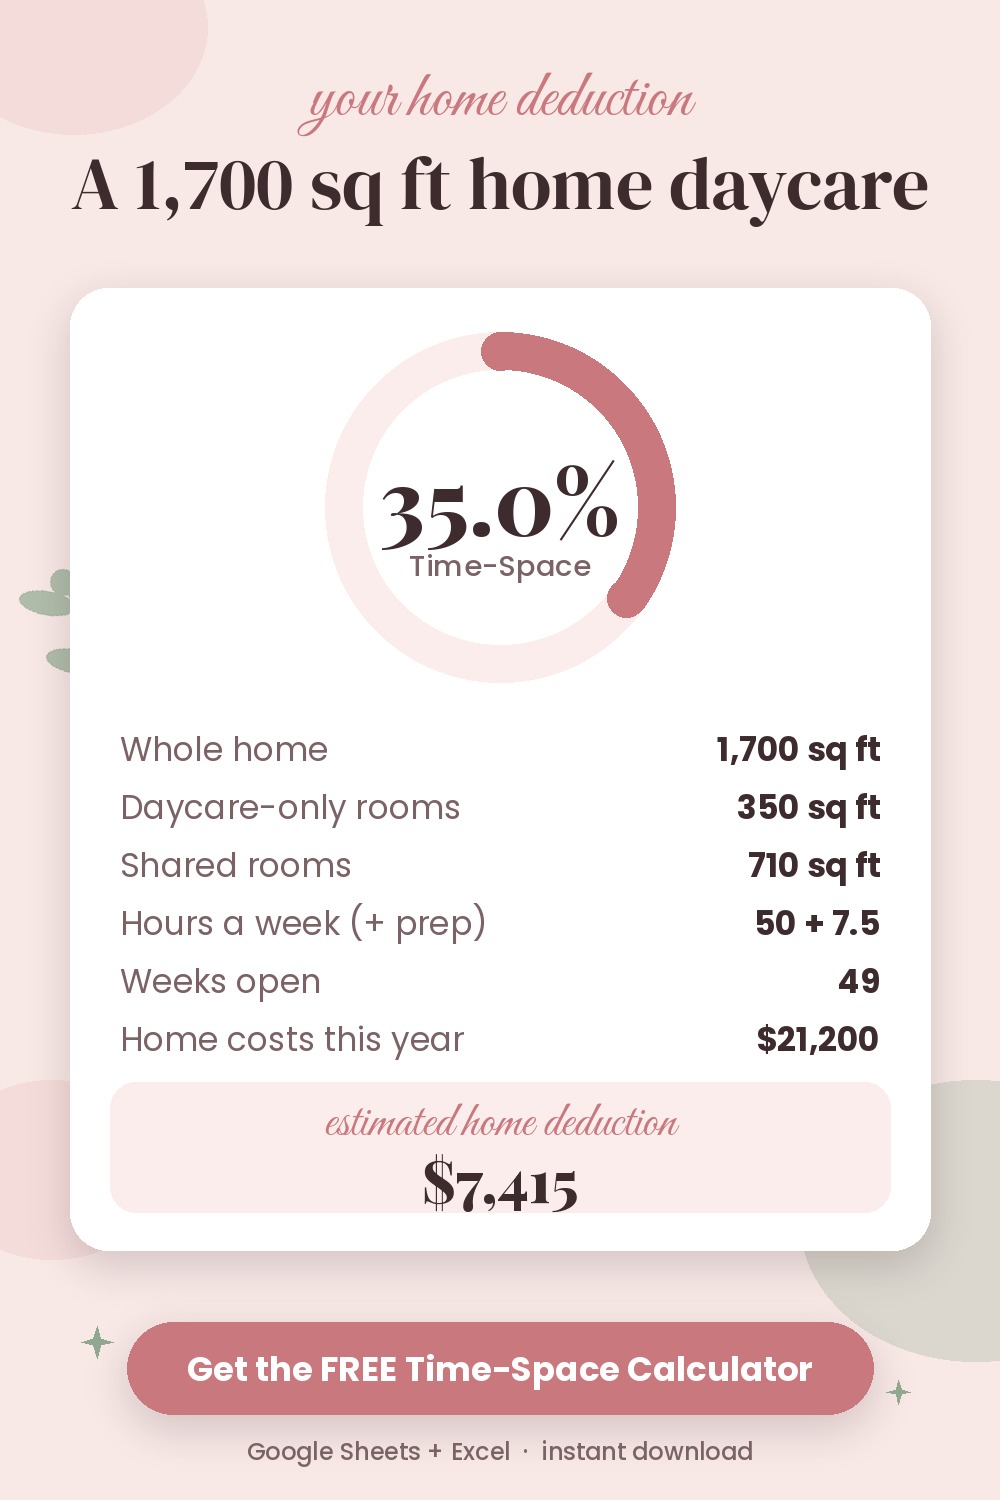 your home deduction
A 1,700 sq ft home daycare
35.0%
Time-Space
Whole home 1,700 sq ft
Daycare-only rooms 350 sq ft
Shared rooms 710 sq ft
Hours a week (+ prep) 50 + 7.5
Weeks open 49
Home costs this year $21,200
estimated home deduction
$7,415
Get the FREE Time-Space Calculator
Google Sheets + Excel · instant download